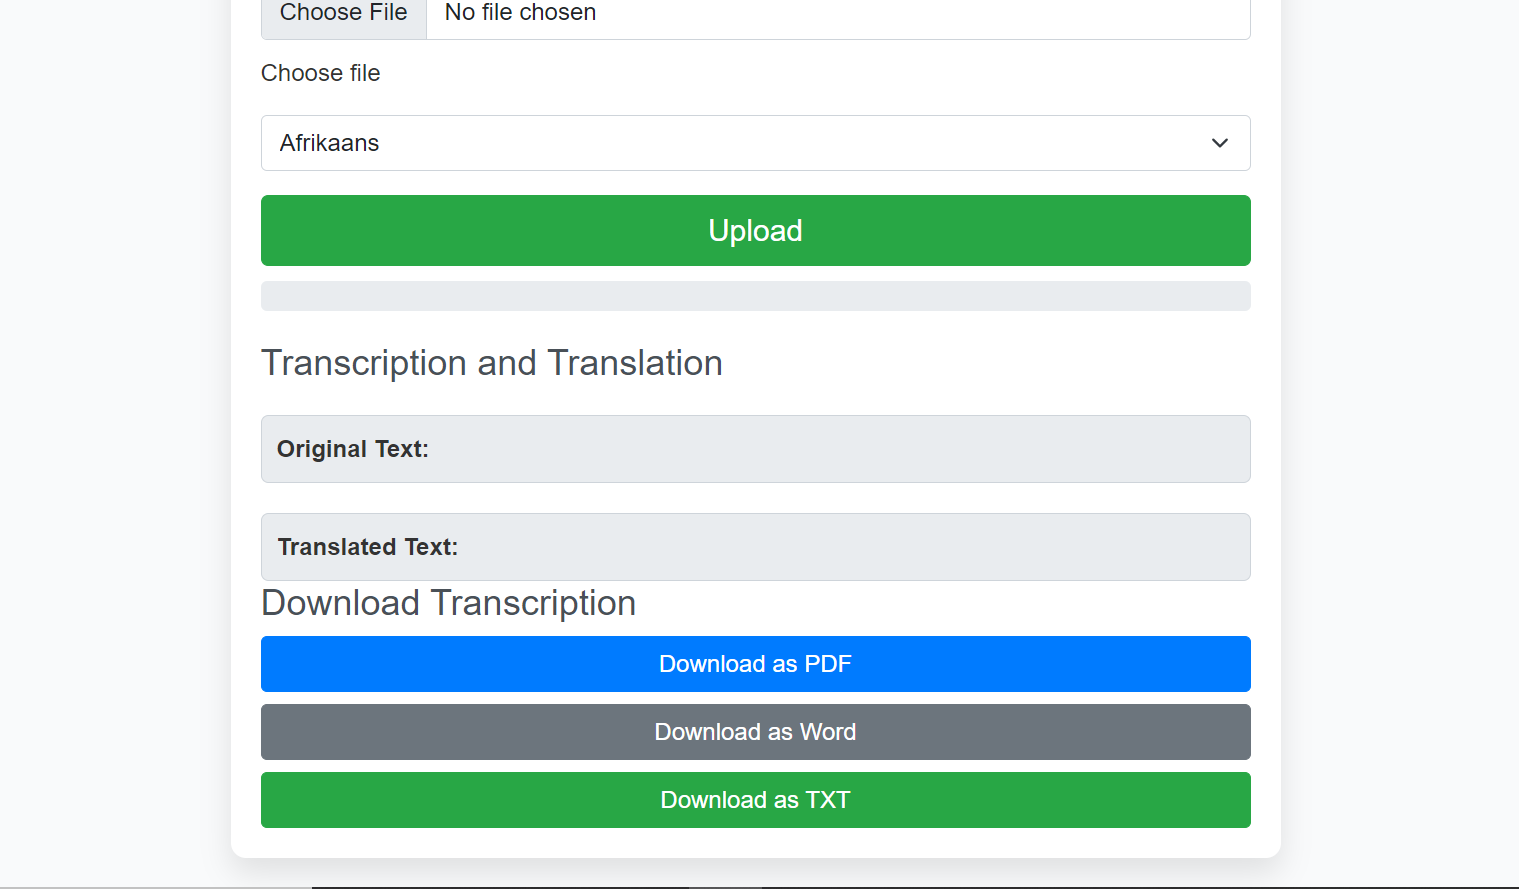 Choose File No file chosen
Choose file
Afrikaans
Upload
Transcription and Translation
Original Text:
Translated Text:
Download Transcription
Download as PDF
Download as Word
Download as TXT